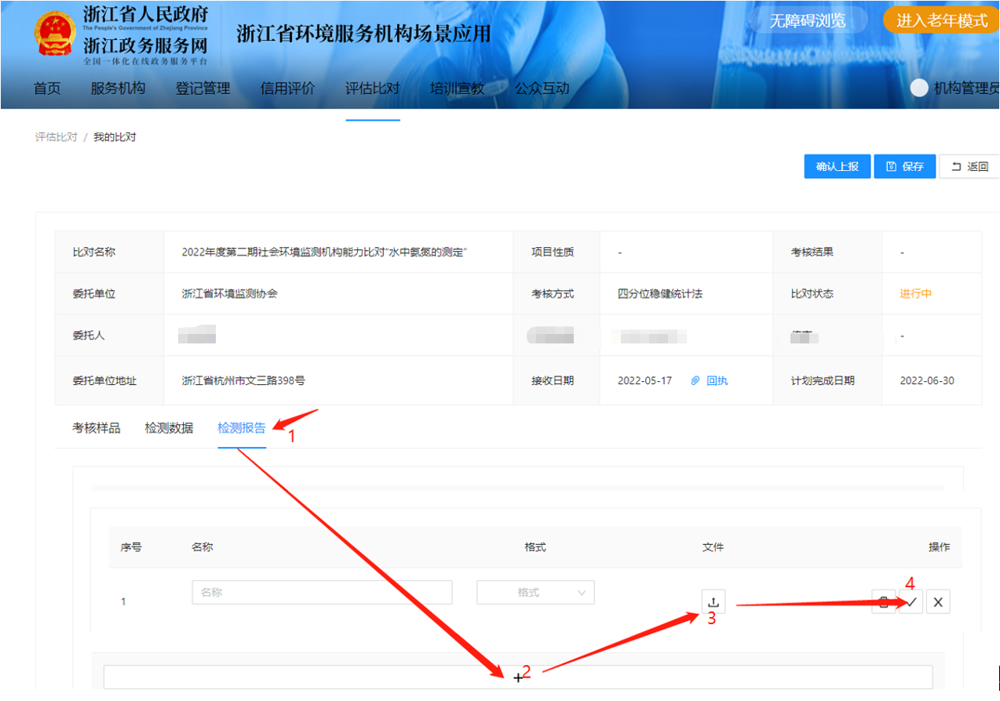 浙江省人民政府
The People's Government of Zhejiang Province
浙江政务服务网
全国一体化在线政务服务平台
浙江省环境服务机构场景应用
无障碍浏览
进入老年模式
首页 服务机构 登记管理 信用评价 评估比对 培训宣教 公众互动 机构管理员
评估比对 / 我的比对
确认上报 保存 返回
比对名称 2022年度第二期社会环境监测机构能力比对“水中氨氮的测定” 项目性质 - 考核结果 -
委托单位 浙江省环境监测协会 考核方式 四分位稳健统计法 比对状态 进行中
委托人 -
委托单位地址 浙江省杭州市文三路398号 接收日期 2022-05-17 回执 计划完成日期 2022-06-30
考核样品 检测数据 检测报告 1
序号 名称 格式 文件 操作
4
1 名称 格式
3
2